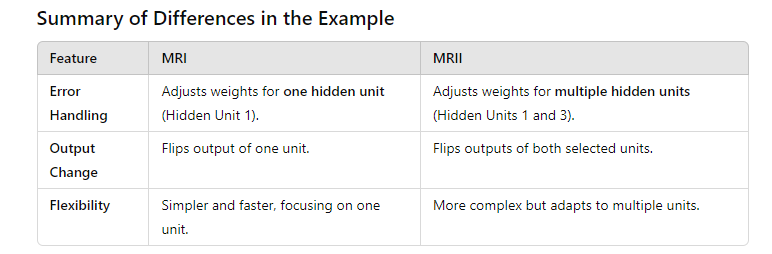 Summary of Differences in the Example
Feature MRI MRII
Error Handling Adjusts weights for one hidden unit (Hidden Unit 1). Adjusts weights for multiple hidden units (Hidden Units 1 and 3).
Output Change Flips output of one unit. Flips outputs of both selected units.
Flexibility Simpler and faster, focusing on one unit. More complex but adapts to multiple units.